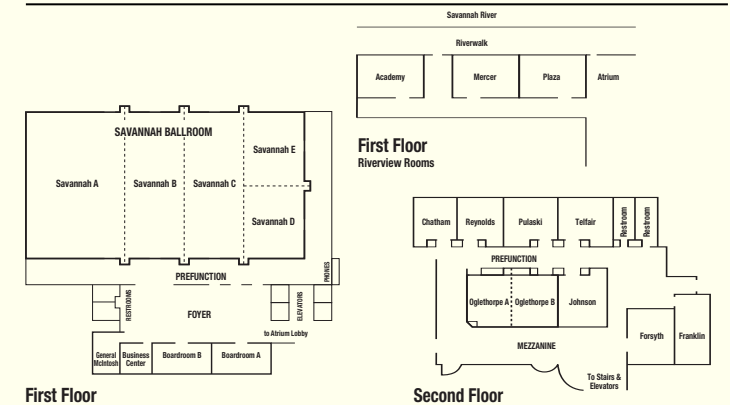 Savannah River
Riverwalk
Academy
Mercer
Plaza
Atrium
First Floor
Riverview Rooms
SAVANNAH BALLROOM
Savannah A
Savannah B
Savannah C
Savannah E
Savannah D
PREFUNCTION
PHONES
RESTROOMS
FOYER
ELEVATORS
to Atrium Lobby
General
McIntosh
Business
Center
Boardroom B
Boardroom A
First Floor
Chatham
Reynolds
Pulaski
Telfair
Restroom
Restroom
PREFUNCTION
Oglethorpe A
Oglethorpe B
Johnson
Forsyth
Franklin
MEZZANINE
To Stairs &
Elevators
Second Floor